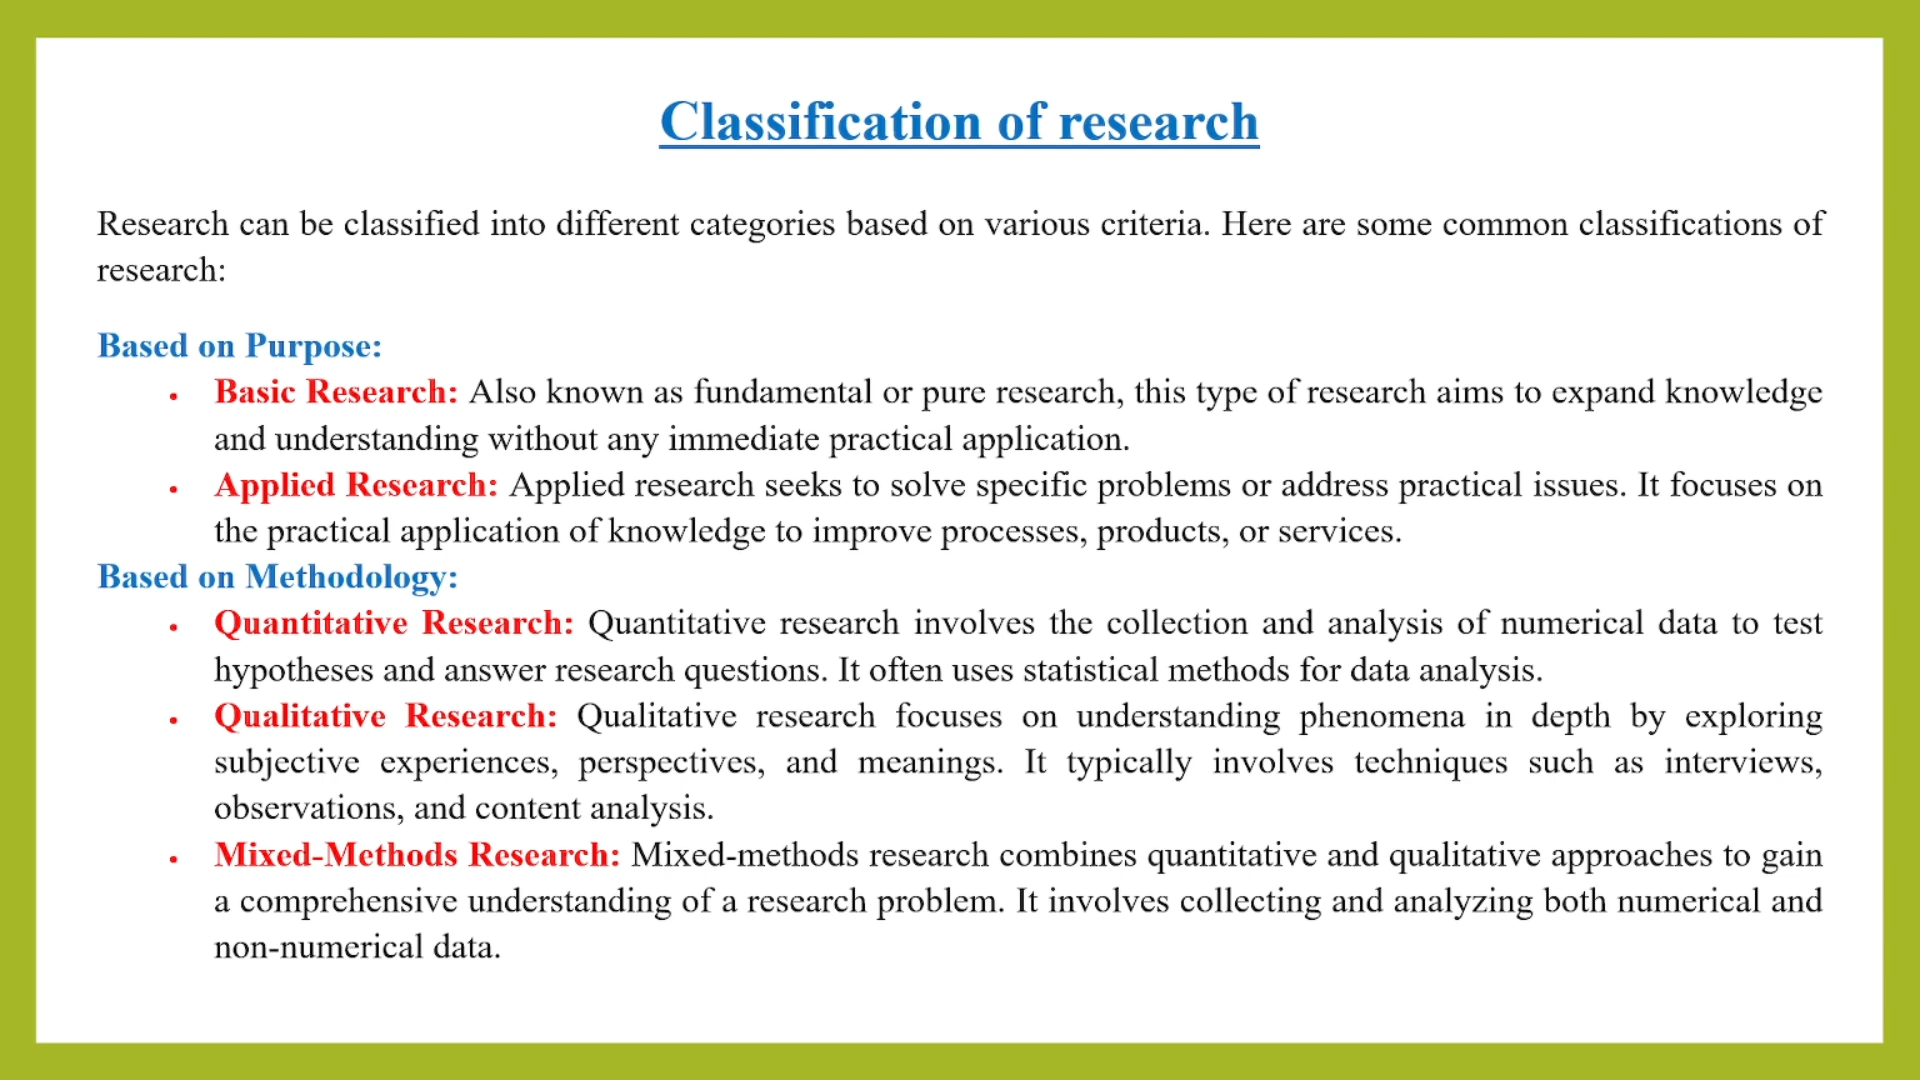 Classification of research
Research can be classified into different categories based on various criteria. Here are some common classifications of
research:
Based on Purpose:
• Basic Research: Also known as fundamental or pure research, this type of research aims to expand knowledge
and understanding without any immediate practical application.
• Applied Research: Applied research seeks to solve specific problems or address practical issues. It focuses on
the practical application of knowledge to improve processes, products, or services.
Based on Methodology:
• Quantitative Research: Quantitative research involves the collection and analysis of numerical data to test
hypotheses and answer research questions. It often uses statistical methods for data analysis.
• Qualitative Research: Qualitative research focuses on understanding phenomena in depth by exploring
subjective experiences, perspectives, and meanings. It typically involves techniques such as interviews,
observations, and content analysis.
• Mixed-Methods Research: Mixed-methods research combines quantitative and qualitative approaches to gain
a comprehensive understanding of a research problem. It involves collecting and analyzing both numerical and
non-numerical data.